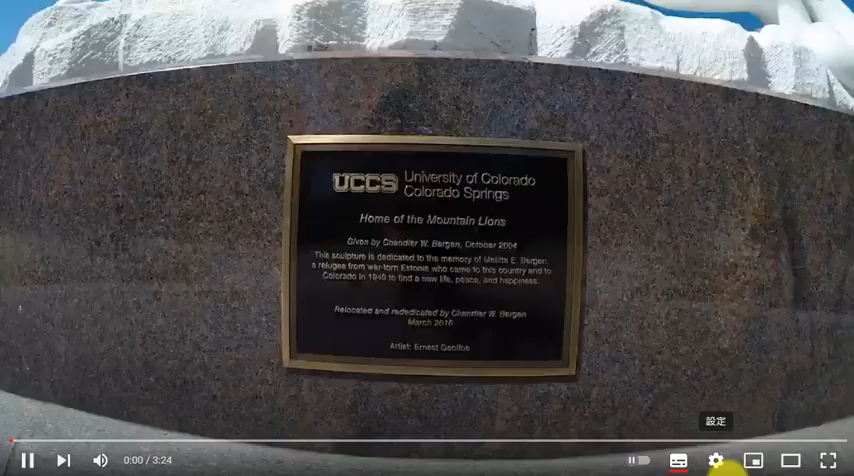 UCCS University of Colorado
Colorado Springs
Home of the Mountain Lions
Given by Chandler W. Bergen, October 2004
This sculpture is dedicated to the memory of E. Bergen,
a refugee from war-torn Estonia who came to this country and to
Colorado in 1949 to find a new life, peace, and happiness.
Relocated and rededicated by Chandler W. Bergen
March 2016
Artist: Ernest
設定
0:00 / 3:24